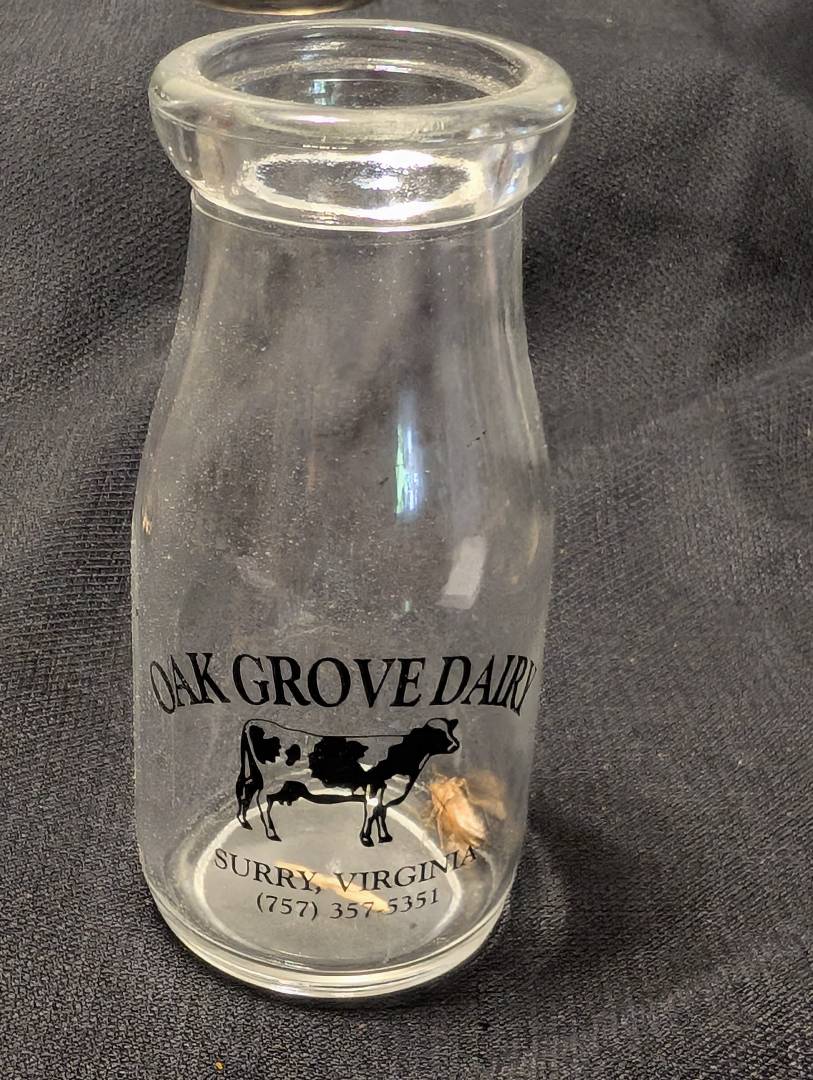 OAK GROVE DAIRY
SURRY, VIRGINIA
(757) 357-5351